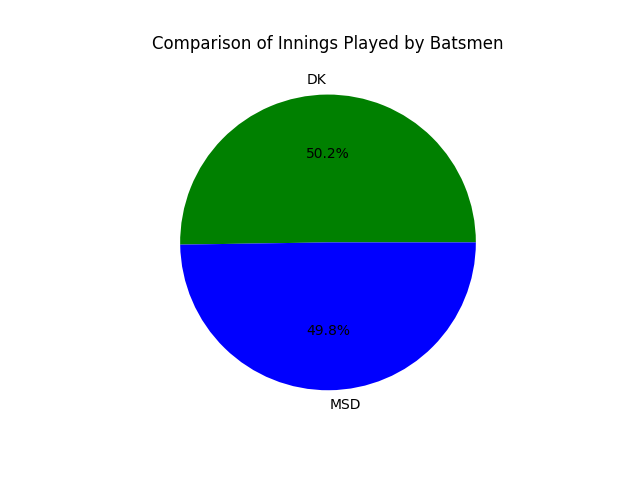 Comparison of Innings Played by Batsmen
DK
50.2%
49.8%
MSD